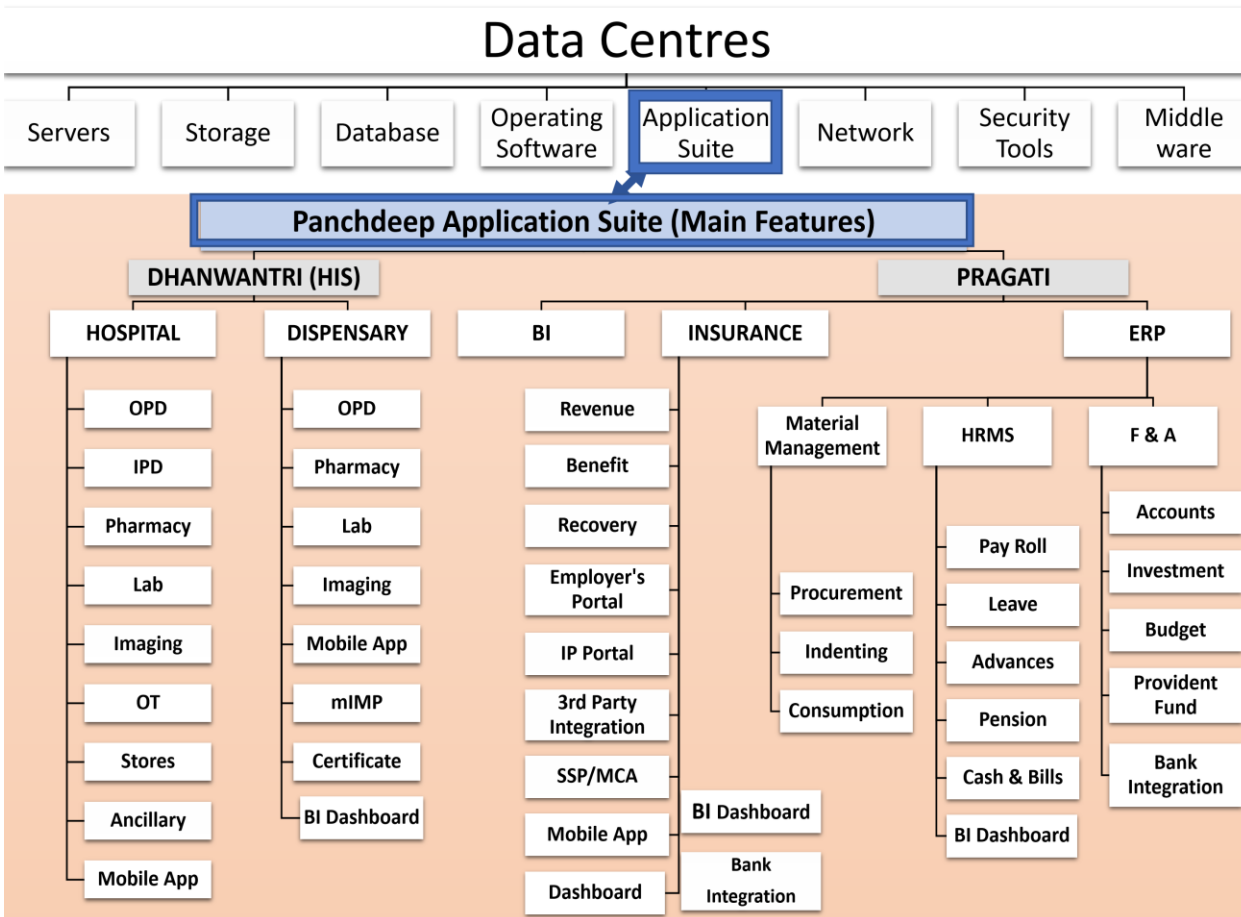 Data Centres
Servers
Storage
Database
Operating
Software
Application
Suite
Network
Security
Tools
Middle
ware
Panchdeep Application Suite (Main Features)
DHANWANTRI (HIS)
PRAGATI
HOSPITAL
DISPENSARY
BI
INSURANCE
ERP
OPD
IPD
Pharmacy
Lab
Imaging
OT
Stores
Ancillary
Mobile App
OPD
Pharmacy
Lab
Imaging
Mobile App
mIMP
Certificate
BI Dashboard
Revenue
Benefit
Recovery
Employer's
Portal
IP Portal
3rd Party
Integration
SSP/MCA
Mobile App
Dashboard
BI Dashboard
Bank
Integration
Material
Management
Procurement
Indenting
Consumption
HRMS
Pay Roll
Leave
Advances
Pension
Cash & Bills
BI Dashboard
F & A
Accounts
Investment
Budget
Provident
Fund
Bank
Integration